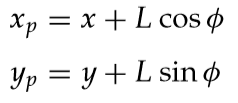 x_p = x + L cos ϕ
y_p = y + L sin ϕ